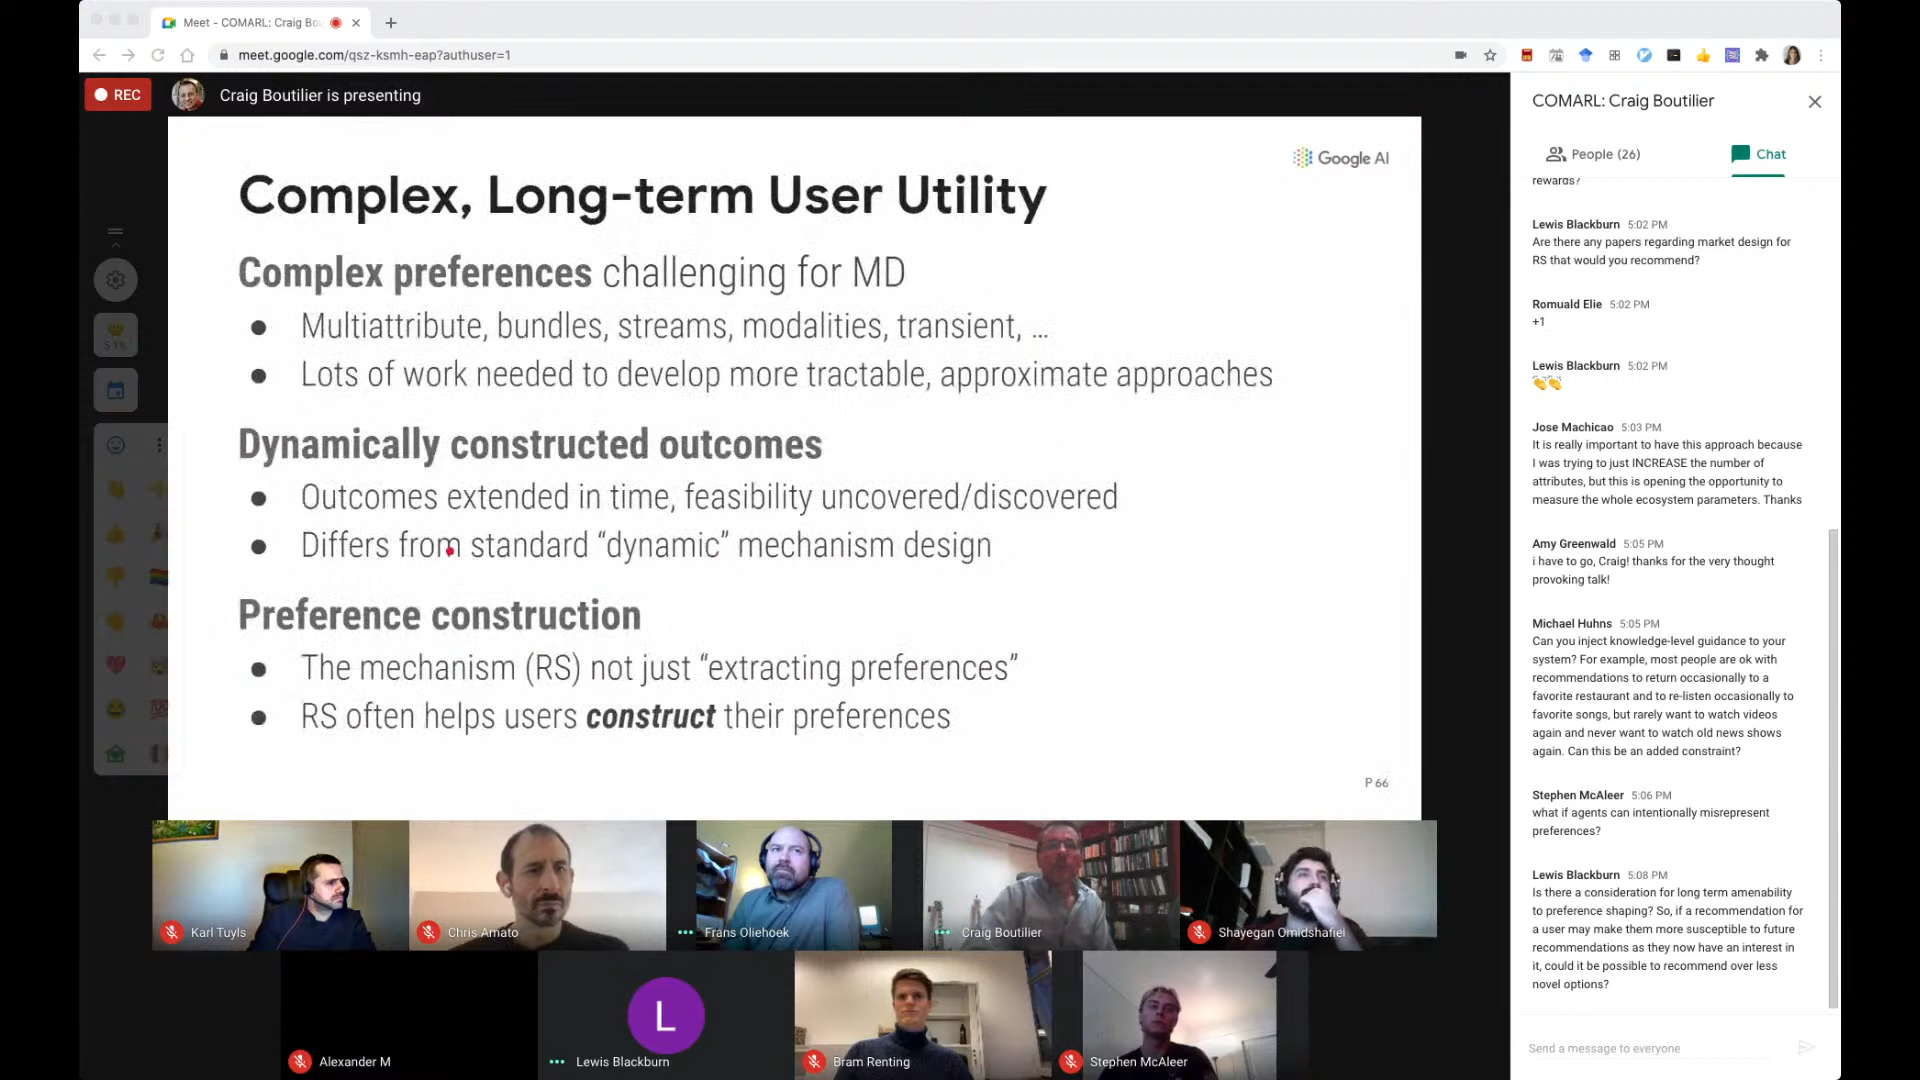 Meet - COMARL: Craig Bou
meet.google.com/qsz-ksmh-eap?authuser=1
REC
Craig Boutilier is presenting
Google AI
Complex, Long-term User Utility
Complex preferences challenging for MD
● Multiattribute, bundles, streams, modalities, transient, ...
● Lots of work needed to develop more tractable, approximate approaches
Dynamically constructed outcomes
● Outcomes extended in time, feasibility uncovered/discovered
● Differs from standard “dynamic” mechanism design
Preference construction
● The mechanism (RS) not just “extracting preferences”
● RS often helps users construct their preferences
P 66
51%
Karl Tuyls
Chris Amato
Frans Oliehoek
Craig Boutilier
Shayegan Omidshafiei
Alexander M
L
Lewis Blackburn
Bram Renting
Stephen McAleer
COMARL: Craig Boutilier
People (26)
Chat
rewards?
Lewis Blackburn 5:02 PM
Are there any papers regarding market design for
RS that would you recommend?
Romuald Elie 5:02 PM
+1
Lewis Blackburn 5:02 PM
👏👏
Jose Machicao 5:03 PM
It is really important to have this approach because
I was trying to just INCREASE the number of
attributes, but this is opening the opportunity to
measure the whole ecosystem parameters. Thanks
Amy Greenwald 5:05 PM
i have to go, Craig! thanks for the very thought
provoking talk!
Michael Huhns 5:05 PM
Can you inject knowledge-level guidance to your
system? For example, most people are ok with
recommendations to return occasionally to a
favorite restaurant and to re-listen occasionally to
favorite songs, but rarely want to watch videos
again and never want to watch old news shows
again. Can this be an added constraint?
Stephen McAleer 5:06 PM
what if agents can intentionally misrepresent
preferences?
Lewis Blackburn 5:08 PM
Is there a consideration for long term amenability
to preference shaping? So, if a recommendation for
a user may make them more susceptible to future
recommendations as they now have an interest in
it, could it be possible to recommend over less
novel options?
Send a message to everyone